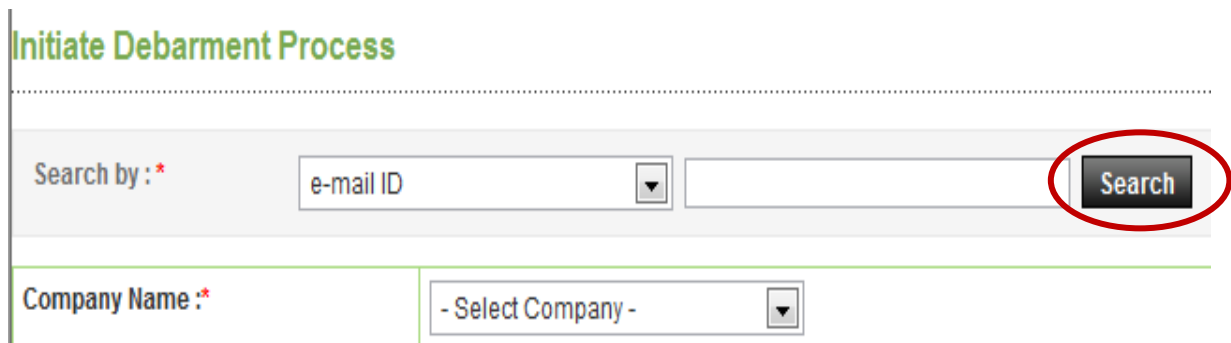 Initiate Debarment Process
Search by : * e-mail ID Search
Company Name :* - Select Company -